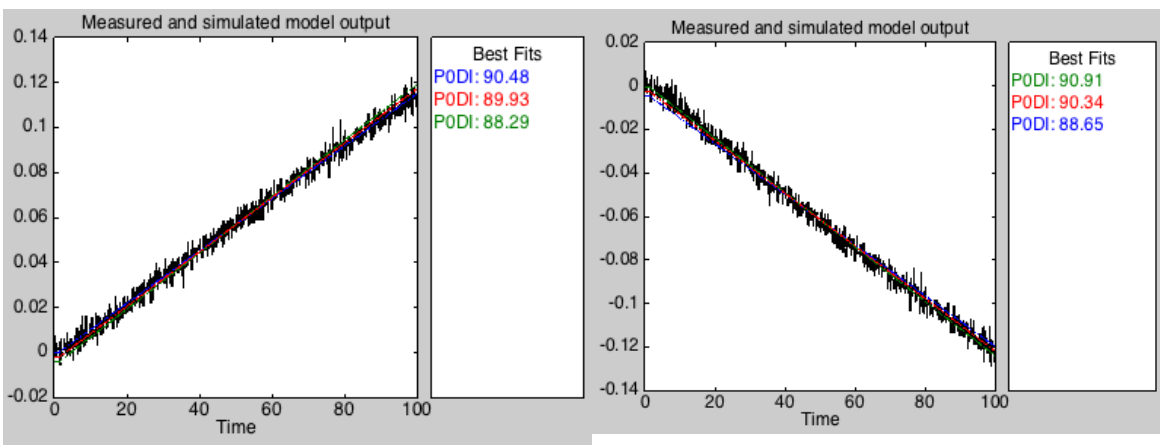 Measured and simulated model output
0.14
0.12
0.1
0.08
0.06
0.04
0.02
0
-0.02
0
20
40
60
80
100
Time
Best Fits
P0DI: 90.48
P0DI: 89.93
P0DI: 88.29
Measured and simulated model output
0.02
0
-0.02
-0.04
-0.06
-0.08
-0.1
-0.12
-0.14
0
20
40
60
80
100
Time
Best Fits
P0DI: 90.91
P0DI: 90.34
P0DI: 88.65